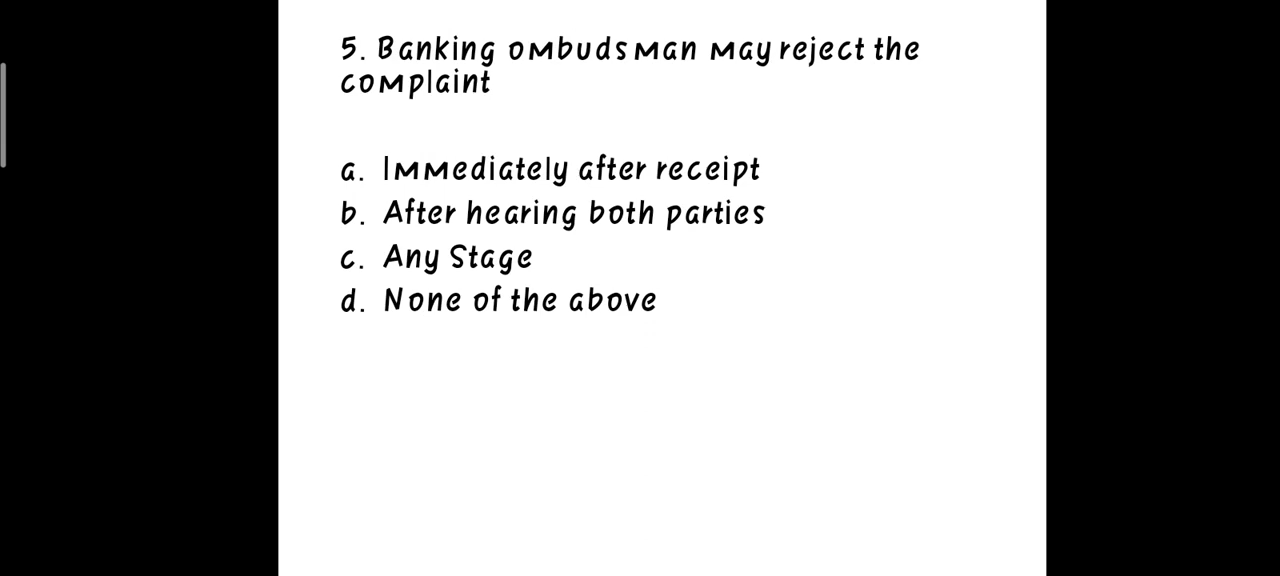 5. Banking ombudsman may reject the
complaint
a. Immediately after receipt
b. After hearing both parties
c. Any Stage
d. None of the above